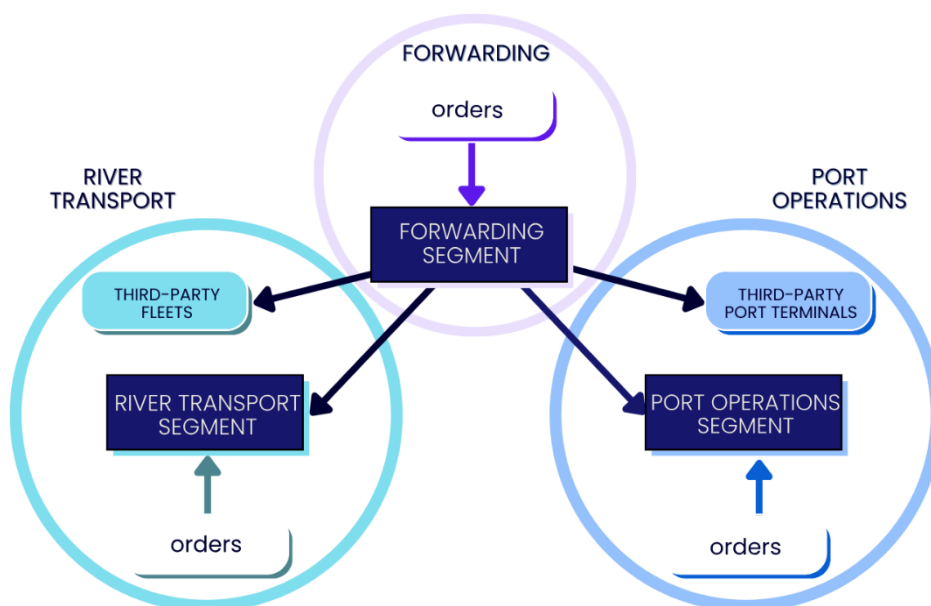 FORWARDING
orders
FORWARDING
SEGMENT
RIVER
TRANSPORT
THIRD-PARTY
FLEETS
RIVER TRANSPORT
SEGMENT
orders
PORT
OPERATIONS
THIRD-PARTY
PORT TERMINALS
PORT OPERATIONS
SEGMENT
orders